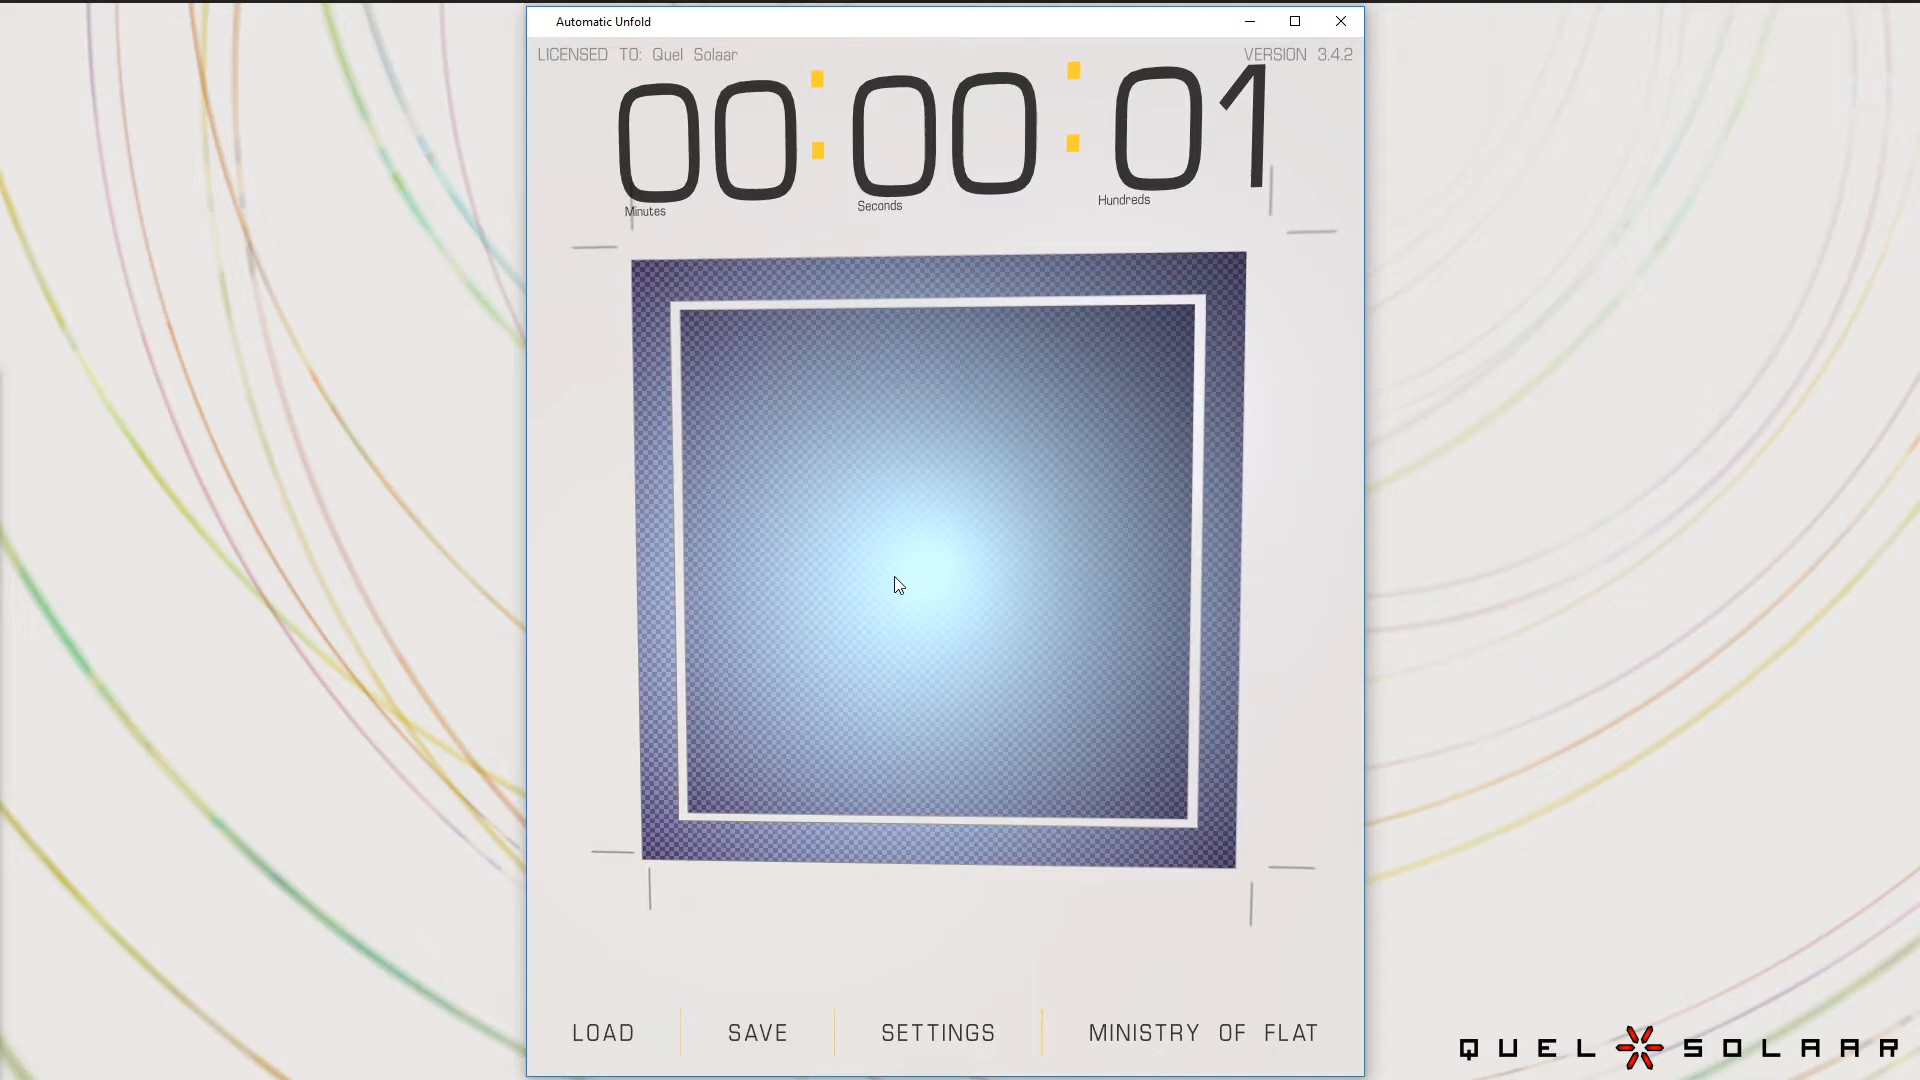 Automatic Unfold
LICENSED TO: Quel Solaar
VERSION 3.4.2
00:00:01
Minutes
Seconds
Hundreds
LOAD
SAVE
SETTINGS
MINISTRY OF FLAT
QUEL SOLAAR